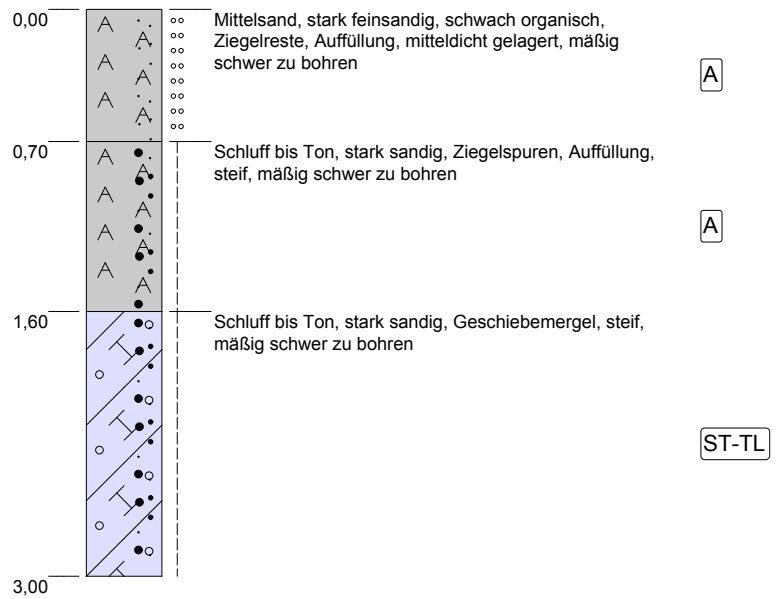 0,00
Mittelsand, stark feinsandig, schwach organisch,
Ziegelreste, Auffüllung, mitteldicht gelagert, mäßig
schwer zu bohren
A
0,70
Schluff bis Ton, stark sandig, Ziegelspuren, Auffüllung,
steif, mäßig schwer zu bohren
A
1,60
Schluff bis Ton, stark sandig, Geschiebemergel, steif,
mäßig schwer zu bohren
ST-TL
3,00